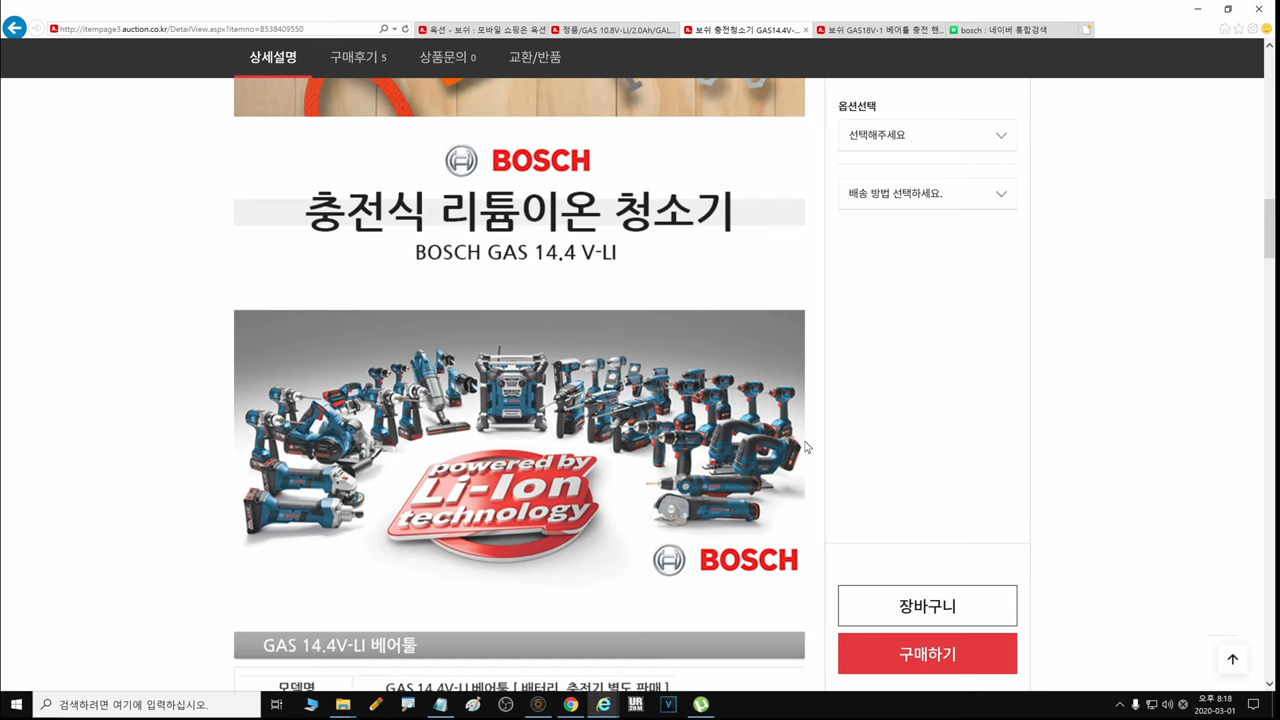 http://itempage3.auction.co.kr/DetailView.aspx?itemno=B538409550
옥션 - 보쉬 : 모바일 쇼핑은 옥션
정품/GAS 10.8V-LI/2.0Ah/GAL...
보쉬 충전청소기 GAS14.4V-...
보쉬 GAS18V-1 베어툴 충전 핸...
bosch : 네이버 통합검색
상세설명
구매후기 5
상품문의 0
교환/반품
옵션선택
선택해주세요
배송 방법 선택하세요.
BOSCH
충전식 리튬이온 청소기
BOSCH GAS 14.4 V-LI
powered by
Li-Ion
technology
BOSCH
장바구니
구매하기
GAS 14.4V-LI 베어툴
모델명
GAS 14.4V-LI 베어툴 [ 배터리, 충전기 별도 판매 ]
검색하려면 여기에 입력하십시오.
오후 8:18
2020-03-01